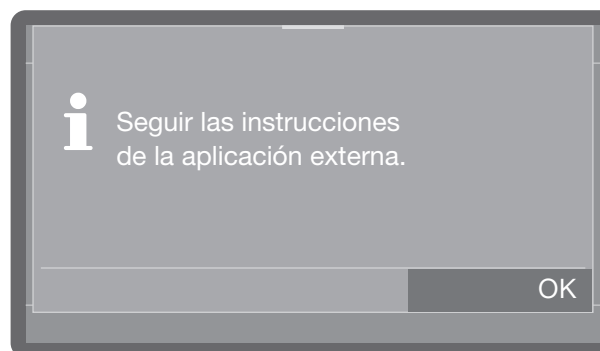 Seguir las instrucciones
de la aplicación externa.
OK